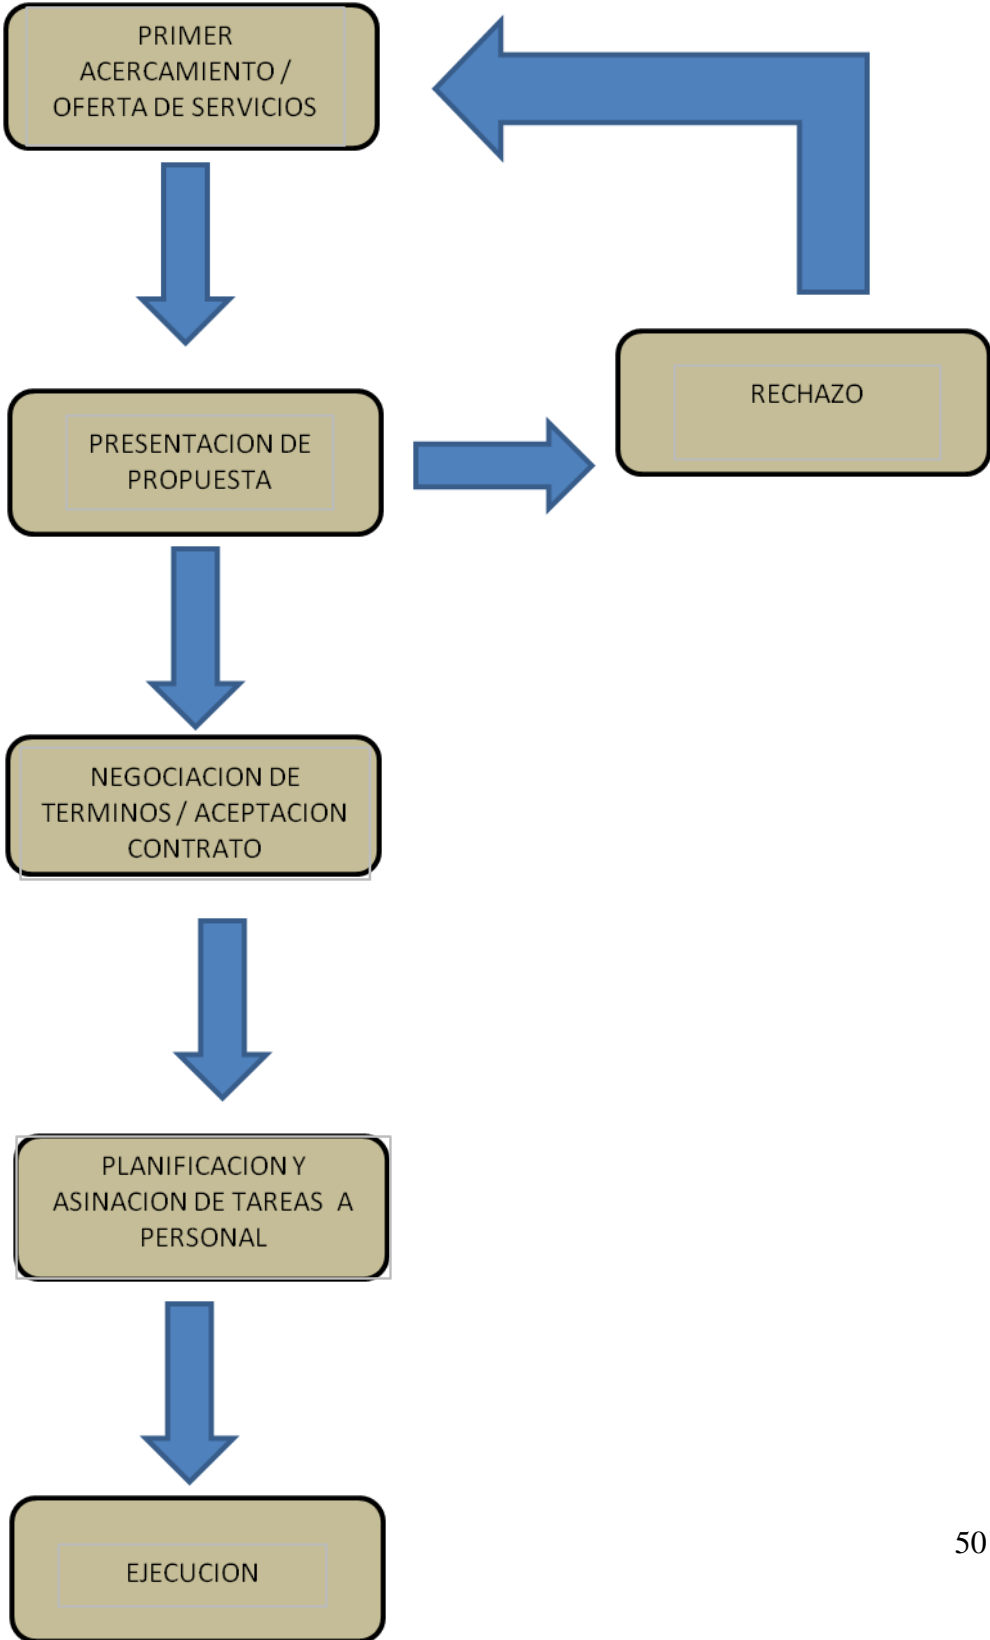 PRIMER
ACERCAMIENTO /
OFERTA DE SERVICIOS
RECHAZO
PRESENTACION DE
PROPUESTA
NEGOCIACION DE
TERMINOS / ACEPTACION
CONTRATO
PLANIFICACION Y
ASINACION DE TAREAS A
PERSONAL
EJECUCION
50